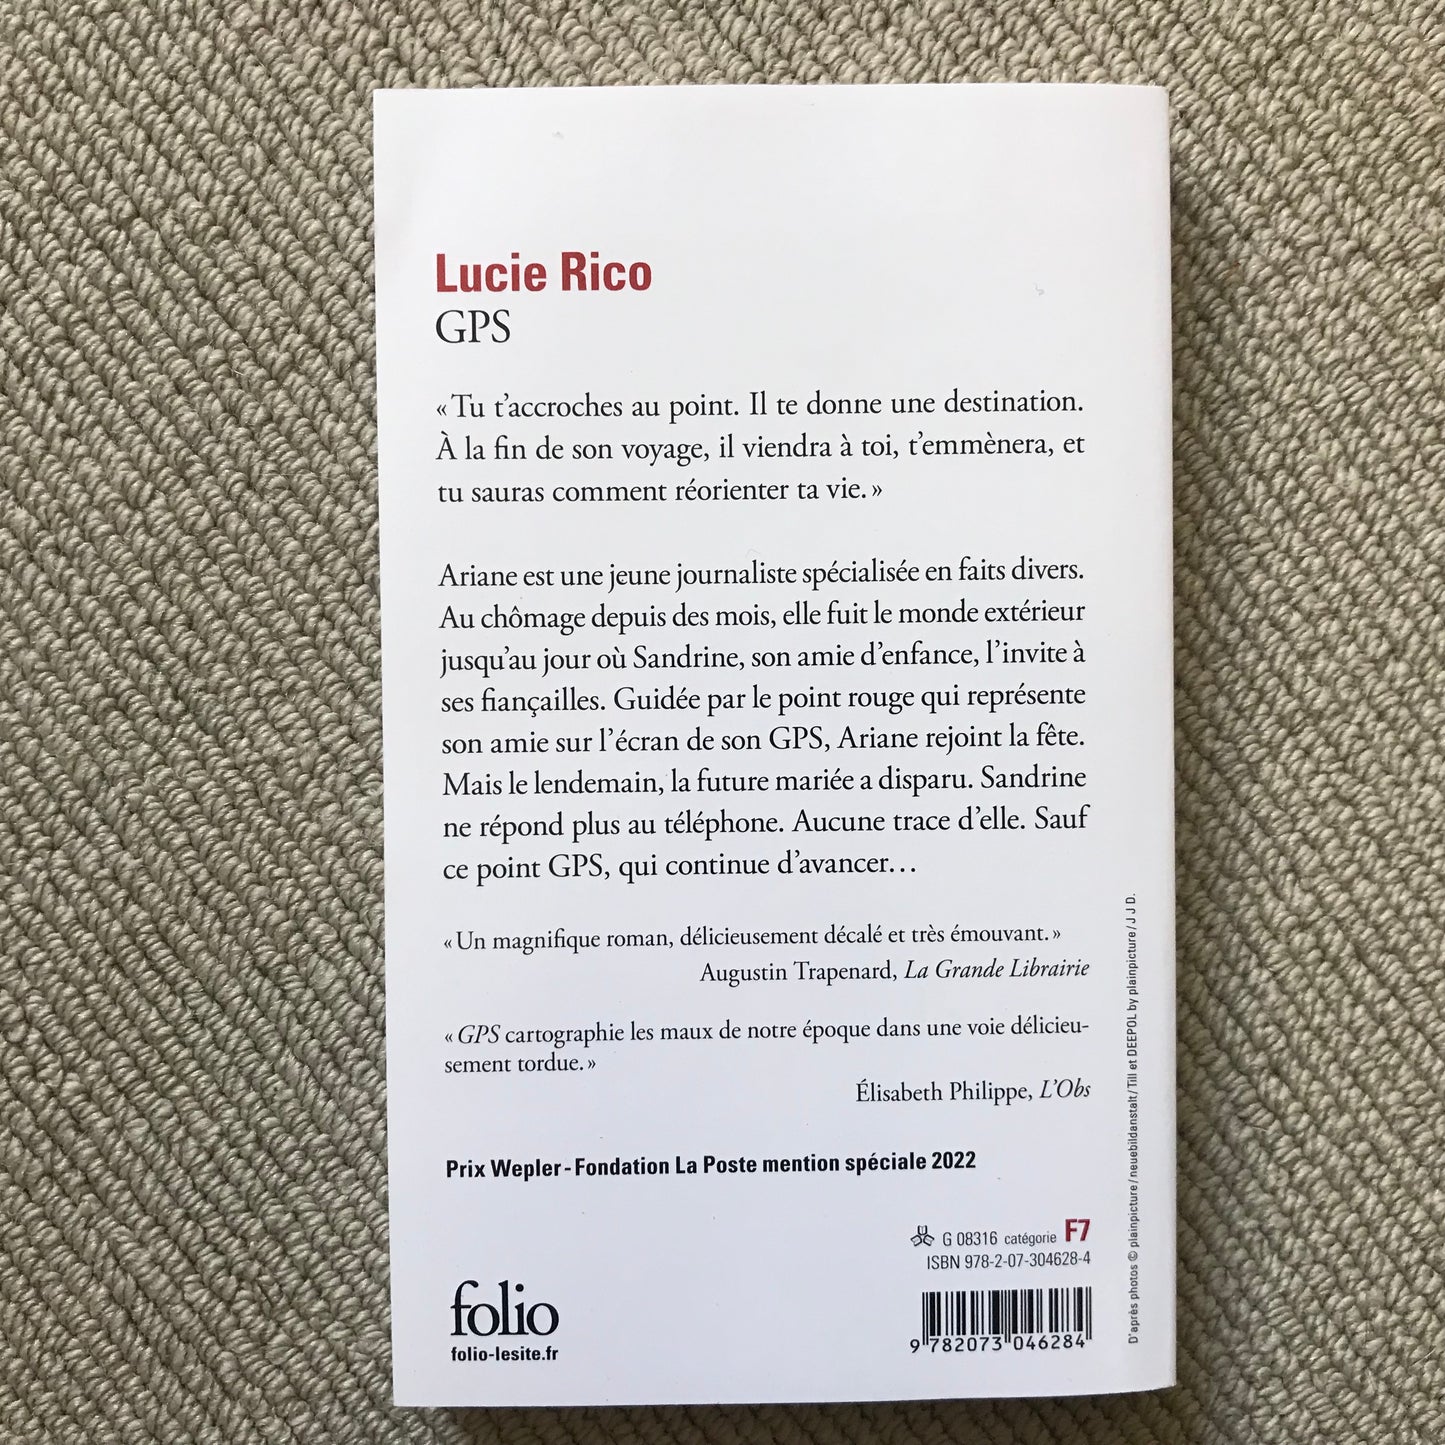 Lucie Rico
GPS
« Tu t'accroches au point. Il te donne une destination.
À la fin de son voyage, il viendra à toi, t'emmènera, et
tu sauras comment réorienter ta vie. »
Ariane est une jeune journaliste spécialisée en faits divers.
Au chômage depuis des mois, elle fuit le monde extérieur
jusqu'au jour où Sandrine, son amie d'enfance, l'invite à
ses fiançailles. Guidée par le point rouge qui représente
son amie sur l'écran de son GPS, Ariane rejoint la fête.
Mais le lendemain, la future mariée a disparu. Sandrine
ne répond plus au téléphone. Aucune trace d'elle. Sauf
ce point GPS, qui continue d'avancer…
« Un magnifique roman, délicieusement décalé et très émouvant. »
Augustin Trapenard, La Grande Librairie
« GPS cartographie les maux de notre époque dans une voie délicieu-
sement tordue. »
Élisabeth Philippe, L'Obs
Prix Wepler - Fondation La Poste mention spéciale 2022
G 08316 catégorie F7
ISBN 978-2-07-304628-4
folio
folio-lesite.fr
9 782073 046284
D'après photos © plainpicture / neuebildanstalt / Till et DEEPOL by plainpicture / J J D.